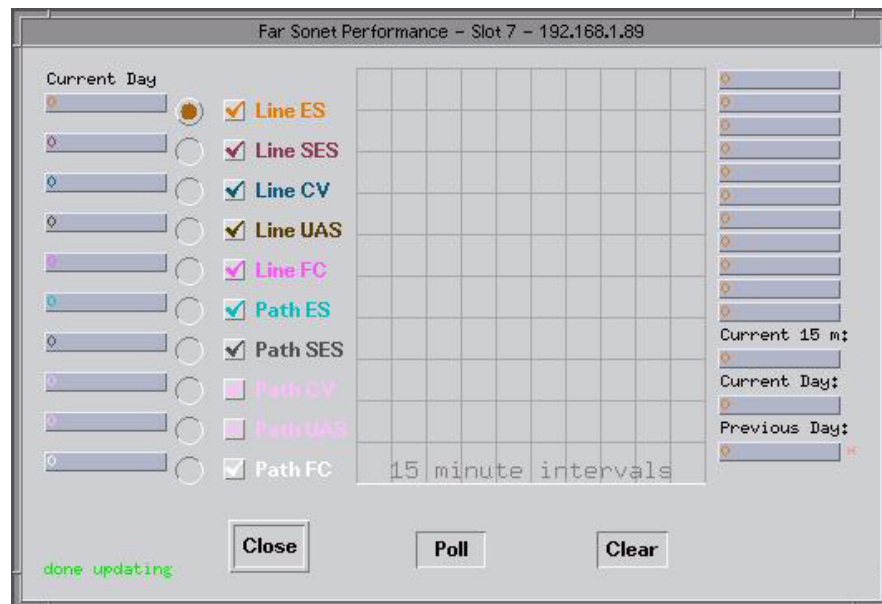 Far Sonet Performance – Slot 7 – 192.168.1.89
Current Day
0 Line ES
0 Line SES
0 Line CV
0 Line UAS
0 Line FC
0 Path ES
0 Path SES
0 Path CV
0 Path UAS
0 Path FC
15 minute intervals
0
0
0
0
0
0
0
0
0
0
0
Current 15 m:
0
Current Day:
0
Previous Day:
0
Close
Poll
Clear
done updating